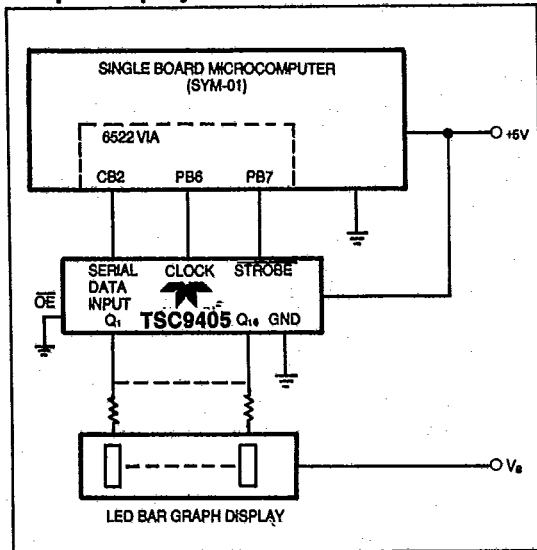 SINGLE BOARD MICROCOMPUTER
(SYM-01)
6522 VIA
CB2 PB6 PB7
+5V
SERIAL DATA INPUT
CLOCK
STROBE
OE
Q1 TSC9405 Q16 GND
LED BAR GRAPH DISPLAY